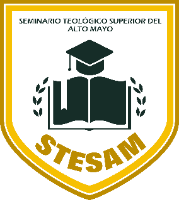 SEMINARIO TEOLÓGICO SUPERIOR DEL
ALTO MAYO
STESAM